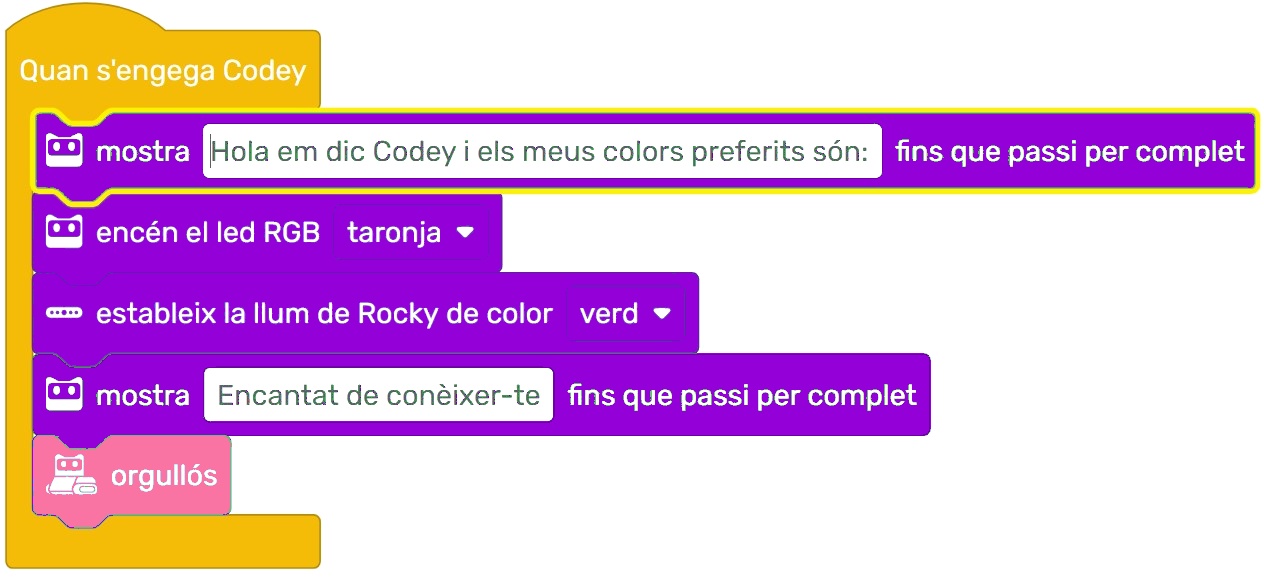 Quan s'engega Codey
mostra Hola em dic Codey i els meus colors preferits són: fins que passi per complet
encén el led RGB taronja
estableix la llum de Rocky de color verd
mostra Encantat de conèixer-te fins que passi per complet
orgullós